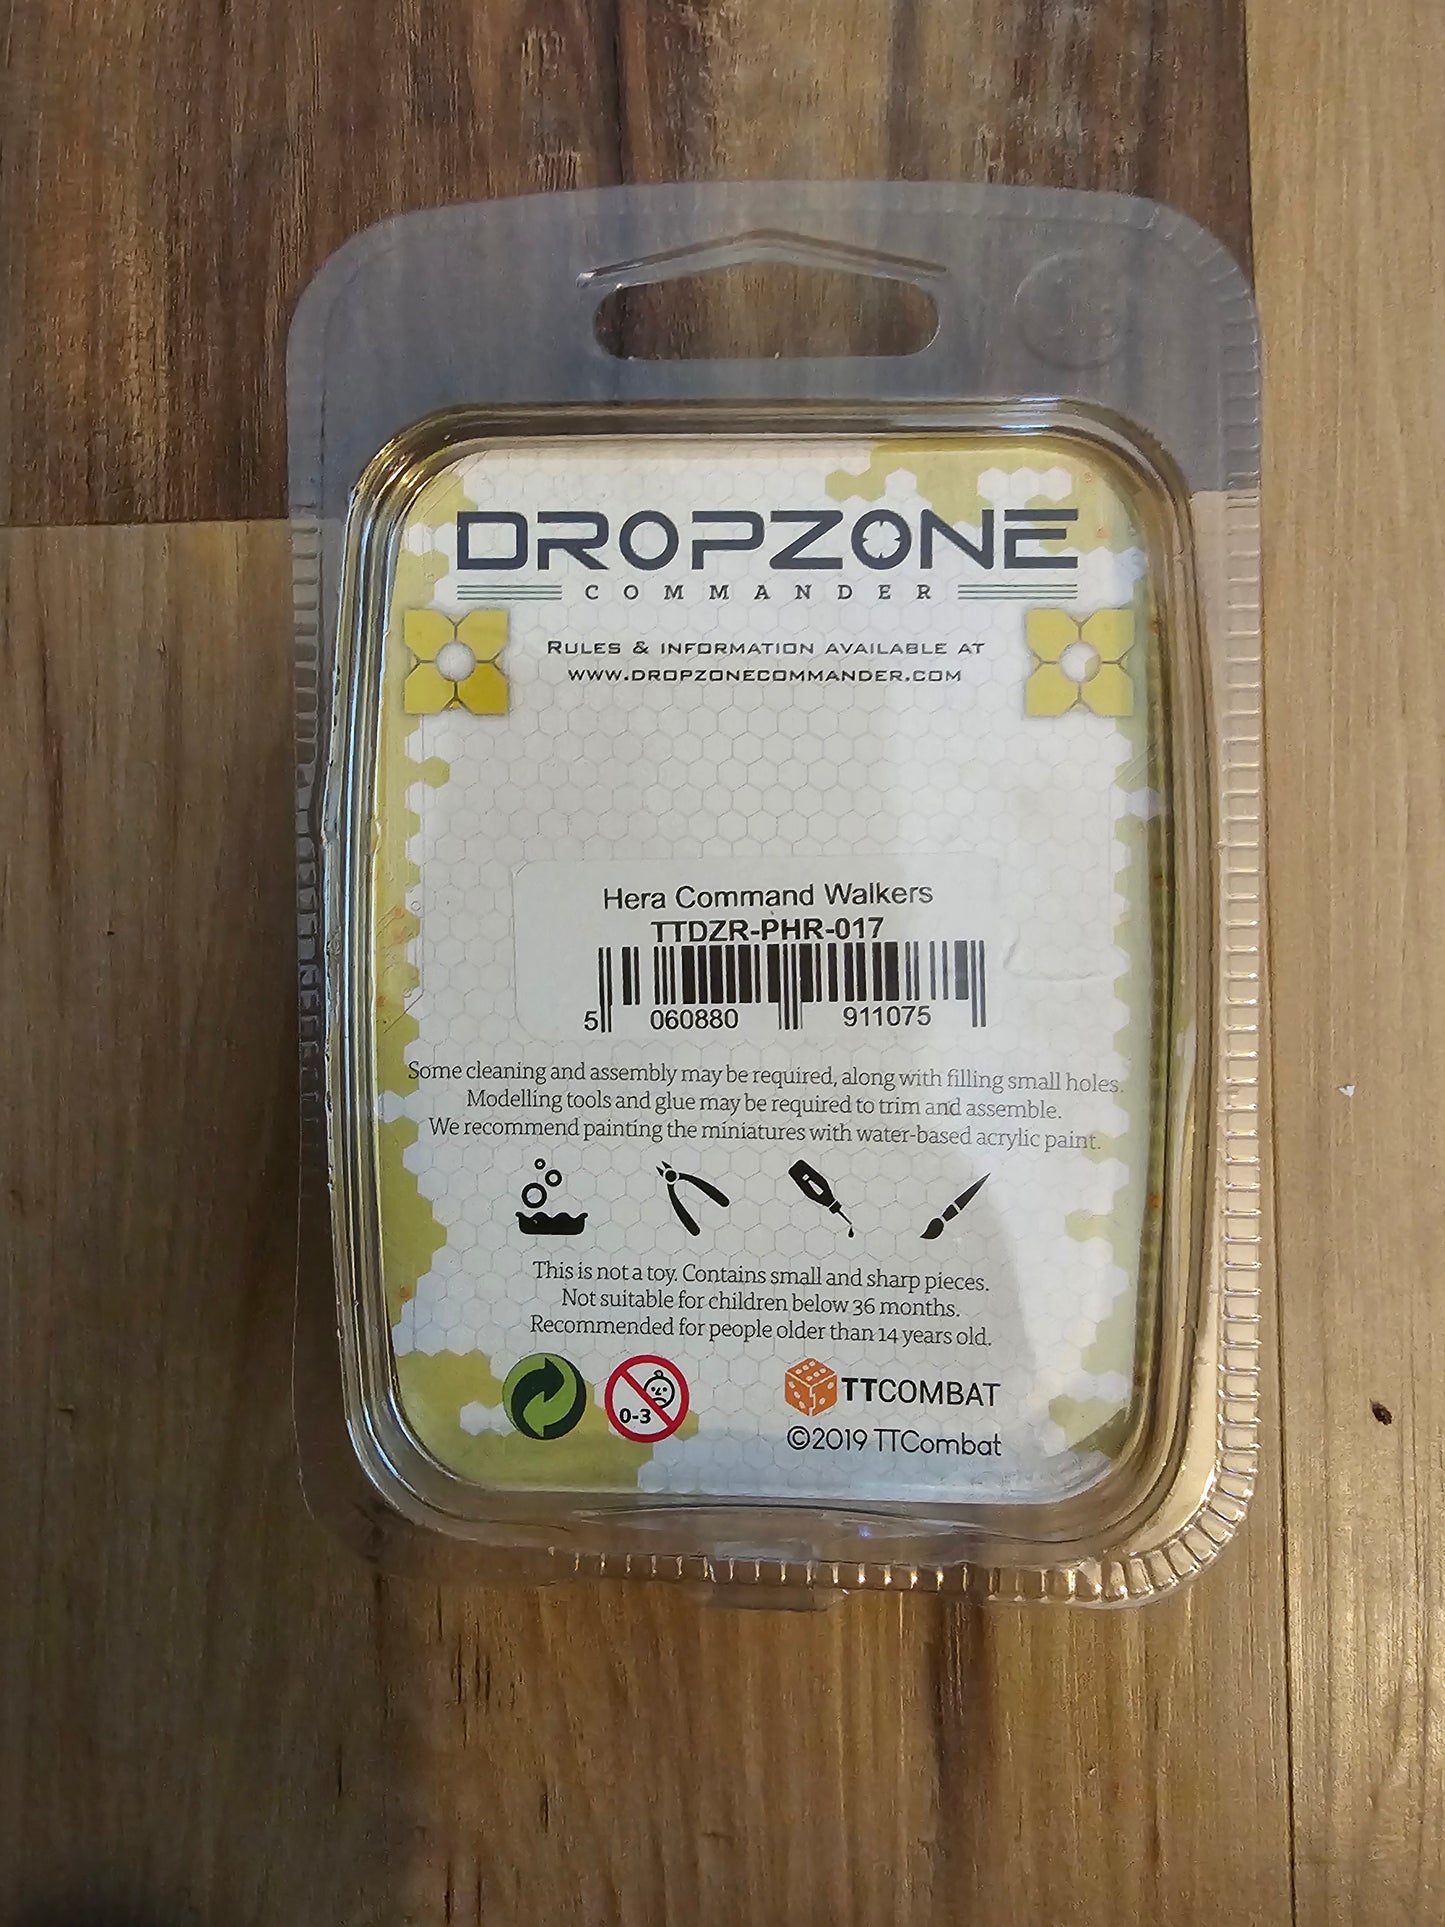 DROPZONE
COMMANDER
RULES & INFORMATION AVAILABLE AT
WWW.DROPZONECOMMANDER.COM
Hera Command Walkers
TTDZR-PHR-017
5 060880 911075
Some cleaning and assembly may be required, along with filling small holes.
Modelling tools and glue may be required to trim and assemble.
We recommend painting the miniatures with water-based acrylic paint.
This is not a toy. Contains small and sharp pieces.
Not suitable for children below 36 months.
Recommended for people older than 14 years old.
0-3
TTCOMBAT
©2019 TTCombat